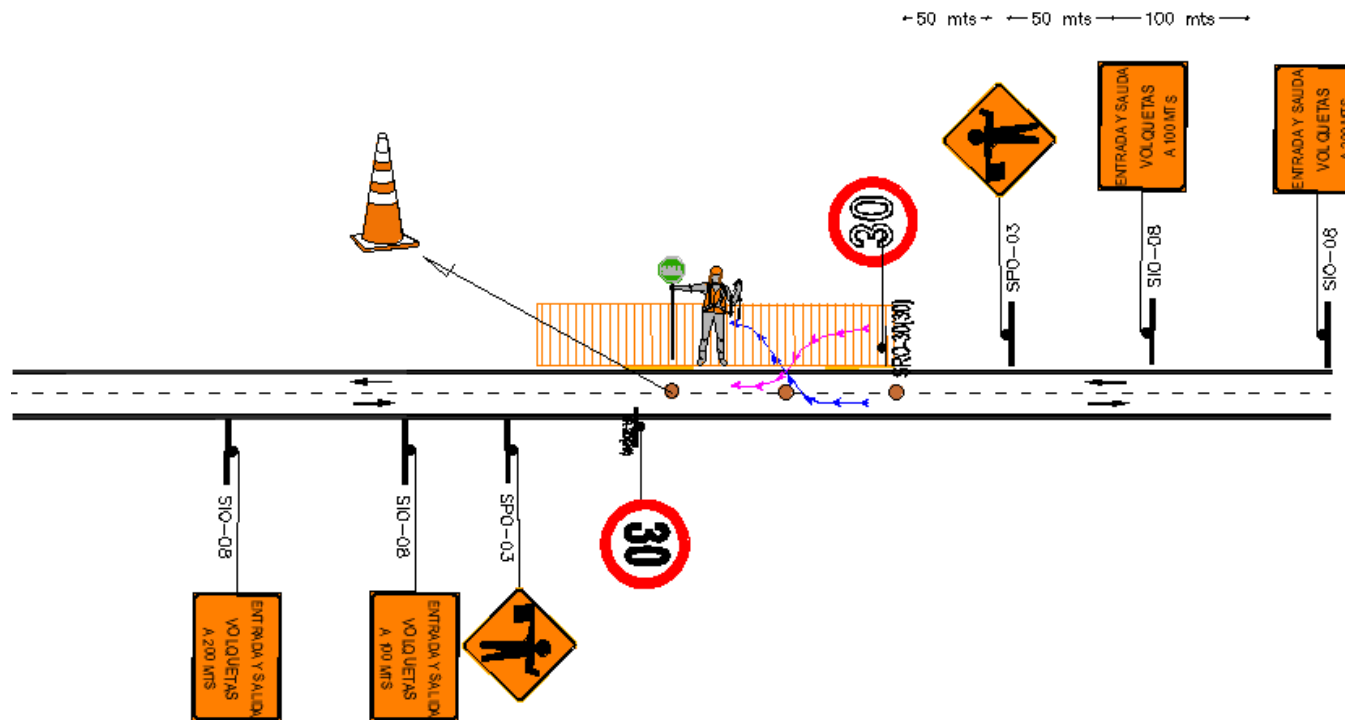 50 mts
50 mts
100 mts
ENTRADA Y SALIDA
VOLQUETAS
A 100 MTS
ENTRADA Y SALIDA
VOLQUETAS
A 200 MTS
30
SPO-03
SIO-08
SIO-08
SRO-30(30)
SIO-08
SIO-08
SPO-03
30
ENTRADA Y SALIDA
VOLQUETAS
A 200 MTS
ENTRADA Y SALIDA
VOLQUETAS
A 100 MTS